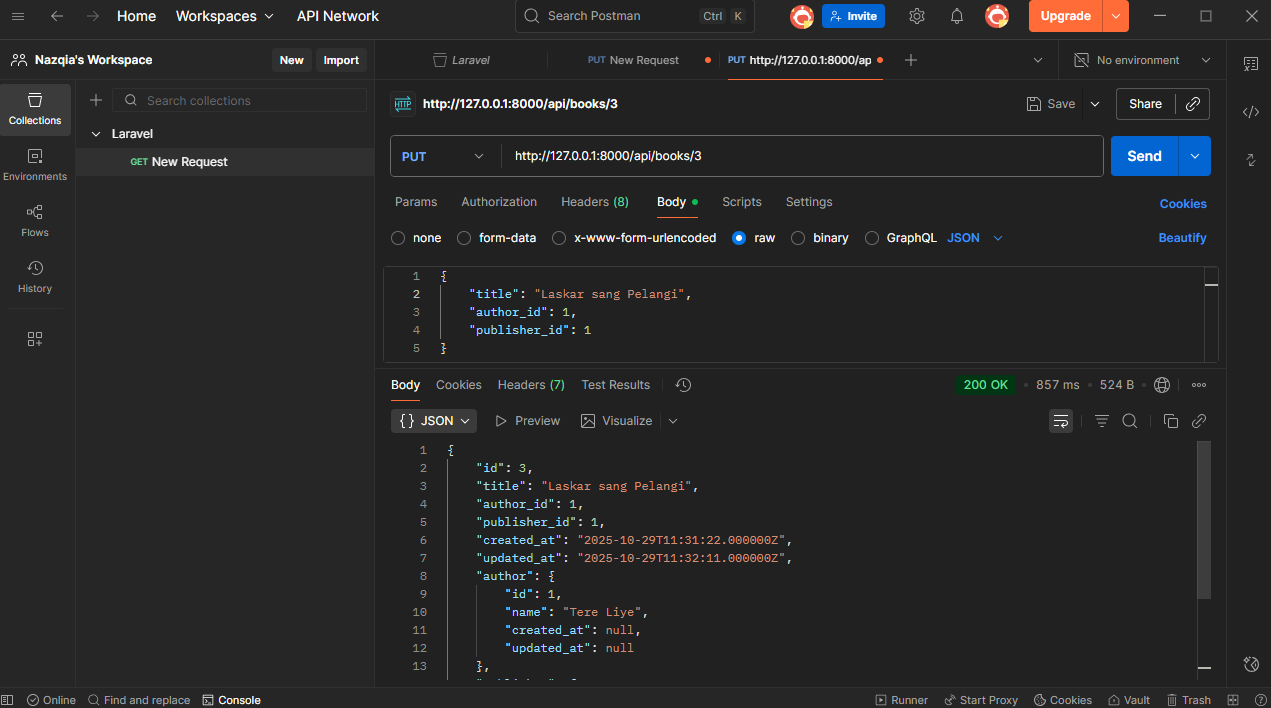 Home Workspaces API Network Search Postman Ctrl K Invite Upgrade
Nazqia's Workspace New Import
Laravel PUT New Request PUT http://127.0.0.1:8000/ap No environment
Collections
Environments
Flows
History
Search collections
Laravel
GET New Request
HTTP http://127.0.0.1:8000/api/books/3 Save Share
PUT http://127.0.0.1:8000/api/books/3 Send
Params Authorization Headers (8) Body Scripts Settings Cookies
none form-data x-www-form-urlencoded raw binary GraphQL JSON Beautify
1 {
2 "title": "Laskar sang Pelangi",
3 "author_id": 1,
4 "publisher_id": 1
5 }
Body Cookies Headers (7) Test Results 200 OK 857 ms 524 B
{} JSON Preview Visualize
1 {
2 "id": 3,
3 "title": "Laskar sang Pelangi",
4 "author_id": 1,
5 "publisher_id": 1,
6 "created_at": "2025-10-29T11:31:22.000000Z",
7 "updated_at": "2025-10-29T11:32:11.000000Z",
8 "author": {
9 "id": 1,
10 "name": "Tere Liye",
11 "created_at": null,
12 "updated_at": null
13 },
Online Find and replace Console Runner Start Proxy Cookies Vault Trash